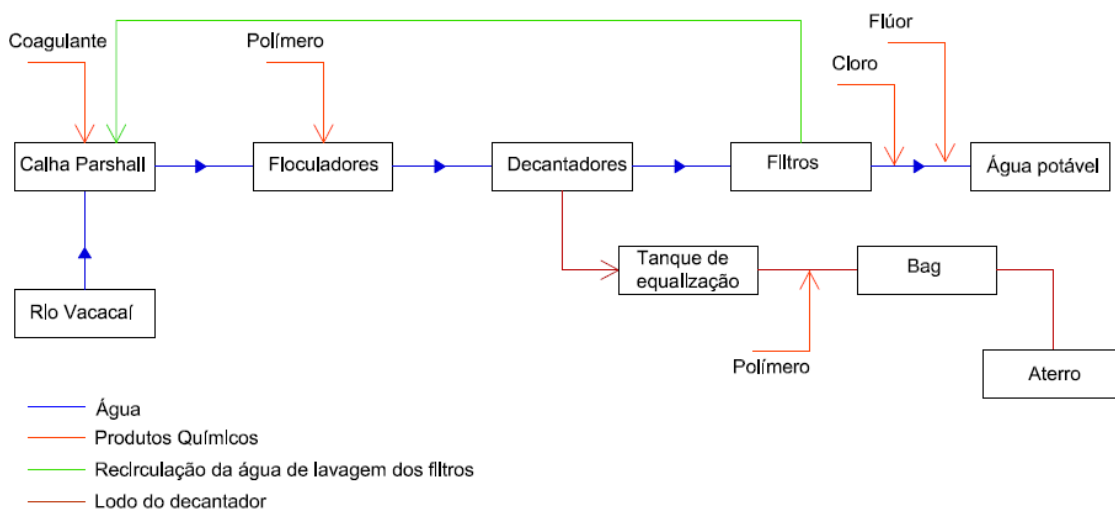 Flúor
Coagulante
Polímero
Cloro
Calha Parshall
Floculadores
Decantadores
Filtros
Água potável
Tanque de
equalização
Bag
Rio Vacacaí
Polímero
Aterro
Água
Produtos Químicos
Recirculação da água de lavagem dos filtros
Lodo do decantador